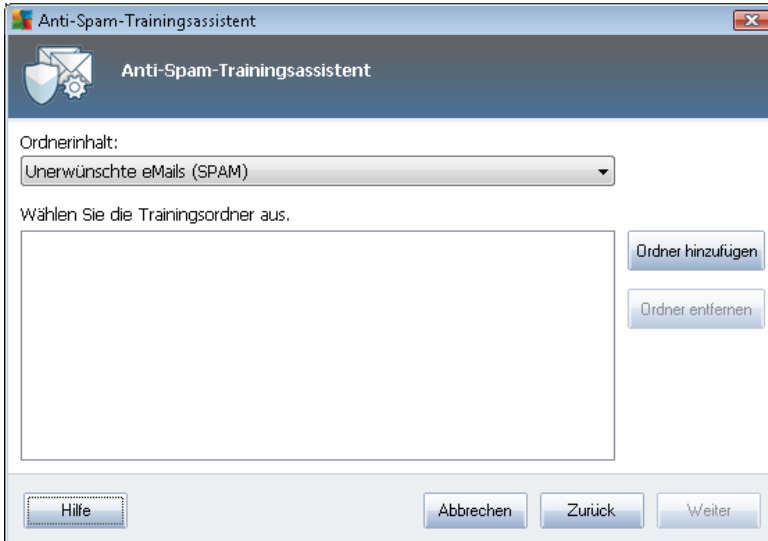 Anti-Spam-Trainingsassistent
Anti-Spam-Trainingsassistent
Ordnerinhalt:
Unerwünschte eMails (SPAM)
Wählen Sie die Trainingsordner aus.
Ordner hinzufügen
Ordner entfernen
Hilfe
Abbrechen
Zurück
Weiter